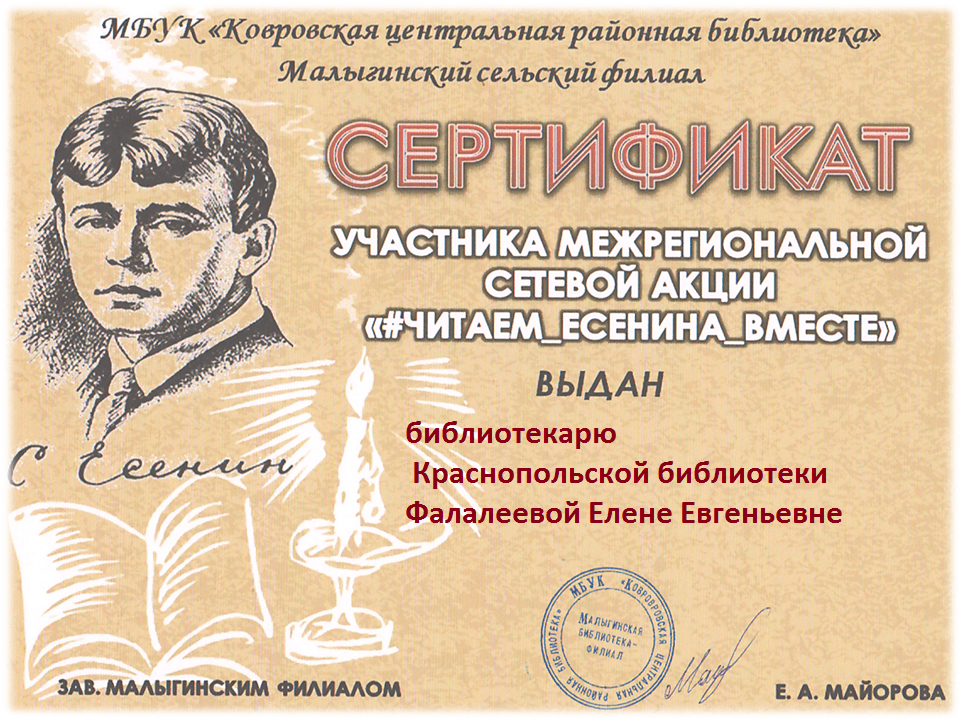 МБУК «Ковровская центральная районная библиотека»
Малыгинский сельский филиал
СЕРТИФИКАТ
УЧАСТНИКА МЕЖРЕГИОНАЛЬНОЙ
СЕТЕВОЙ АКЦИИ
«#ЧИТАЕМ_ЕСЕНИНА_ВМЕСТЕ»
ВЫДАН
библиотекарю
Краснопольской библиотеки
Фалалеевой Елене Евгеньевне
С Есенин
МБУК «КОВРОВСКАЯ ЦЕНТРАЛЬНАЯ РАЙОННАЯ БИБЛИОТЕКА»
МАЛЫГИНСКАЯ
БИБЛИОТЕКА-
ФИЛИАЛ
ЗАВ. МАЛЫГИНСКИМ ФИЛИАЛОМ
Е. А. МАЙОРОВА